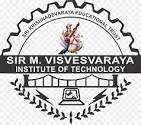 SRI KRISHNADEVARAYA EDUCATIONAL TRUST
SIR M. VISVESVARAYA
INSTITUTE OF TECHNOLOGY